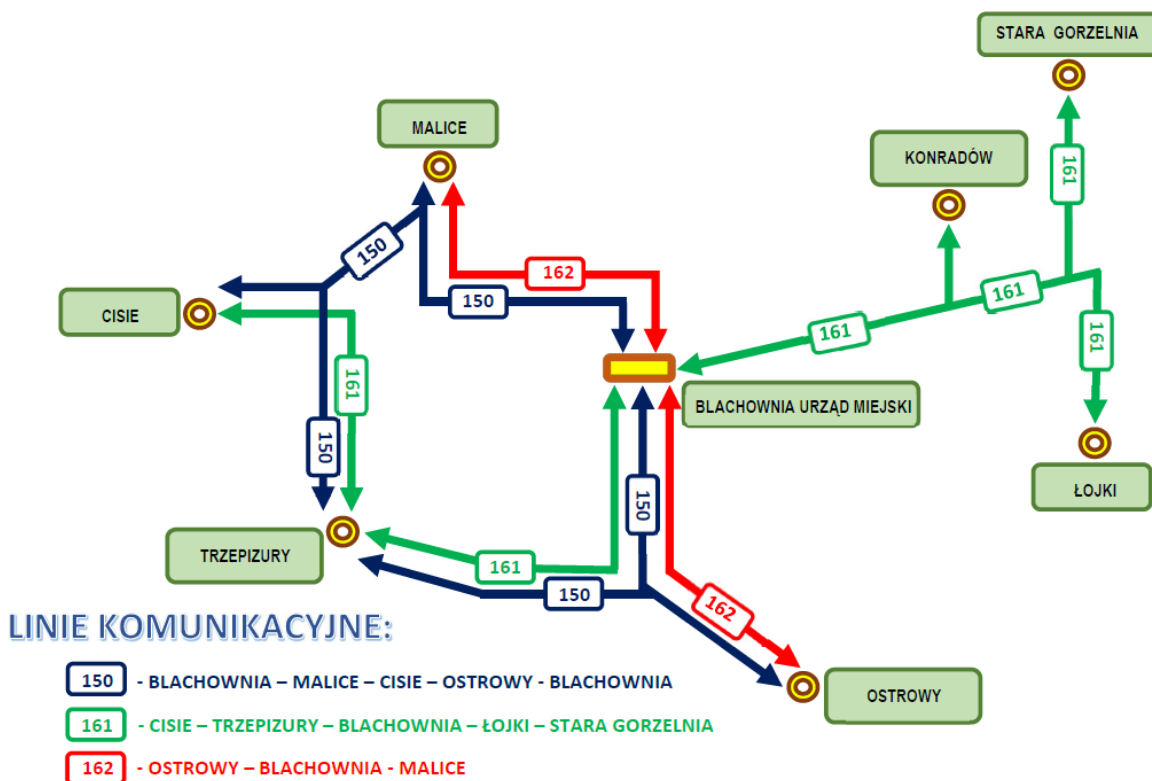 STARA GORZELNIA
MALICE
KONRADÓW
161
150
162
150
161
CISIE
161
161
161
BLACHOWNIA URZĄD MIEJSKI
150
150
ŁOJKI
TRZEPIZURY
161
150
162
LINIE KOMUNIKACYJNE:
OSTROWY
150 - BLACHOWNIA – MALICE – CISIE – OSTROWY - BLACHOWNIA
161 - CISIE – TRZEPIZURY – BLACHOWNIA – ŁOJKI – STARA GORZELNIA
162 - OSTROWY – BLACHOWNIA - MALICE